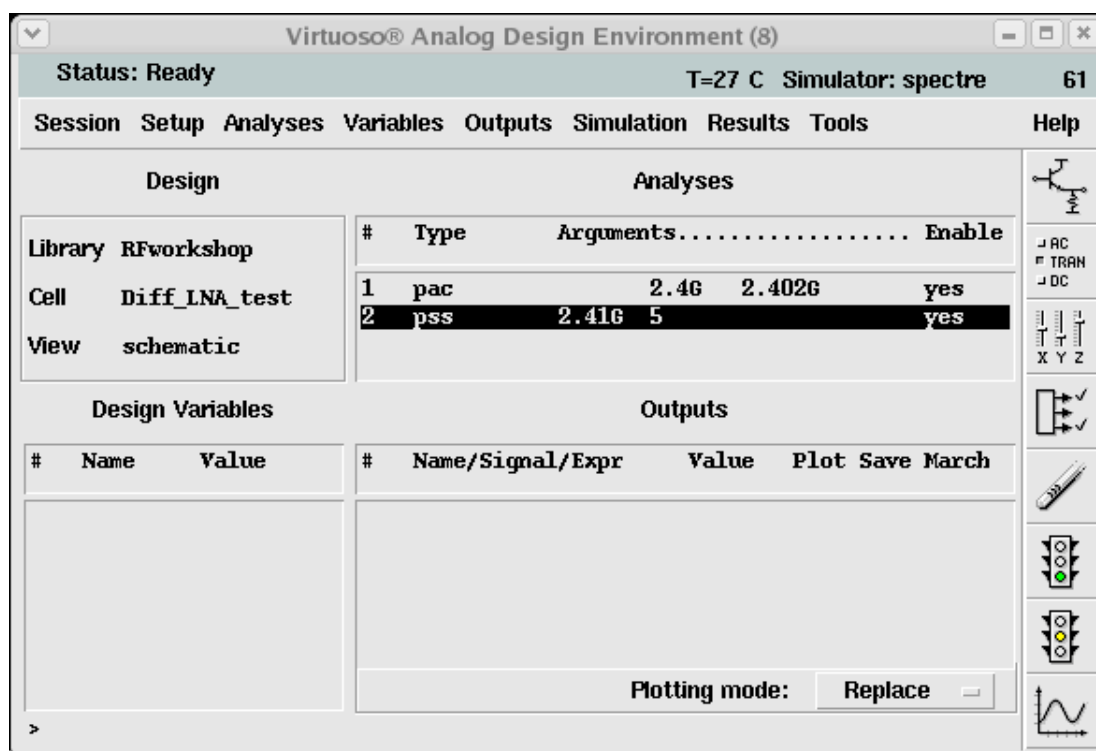 Virtuoso® Analog Design Environment (8)
Status: Ready T=27 C Simulator: spectre 61
Session Setup Analyses Variables Outputs Simulation Results Tools Help
Design
Analyses
Library RFworkshop
Cell Diff_LNA_test
View schematic
# Type Arguments.................. Enable
1 pac 2.4G 2.402G yes
2 pss 2.41G 5 yes
AC
TRAN
DC
X Y Z
Design Variables
Outputs
# Name Value
# Name/Signal/Expr Value Plot Save March
Plotting mode: Replace
>